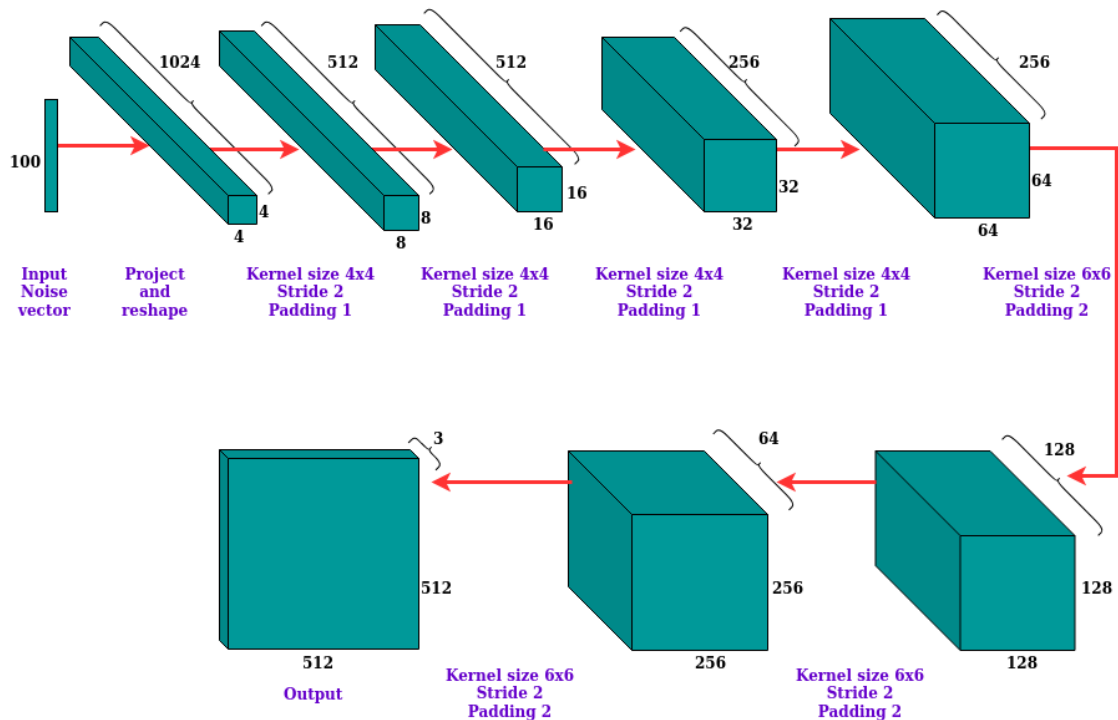 1024
512
512
256
256
100
4
4
8
8
16
16
32
32
64
64
Input
Noise
vector
Project
and
reshape
Kernel size 4x4
Stride 2
Padding 1
Kernel size 4x4
Stride 2
Padding 1
Kernel size 4x4
Stride 2
Padding 1
Kernel size 4x4
Stride 2
Padding 1
Kernel size 6x6
Stride 2
Padding 2
3
64
128
512
256
128
512
256
128
Output
Kernel size 6x6
Stride 2
Padding 2
Kernel size 6x6
Stride 2
Padding 2